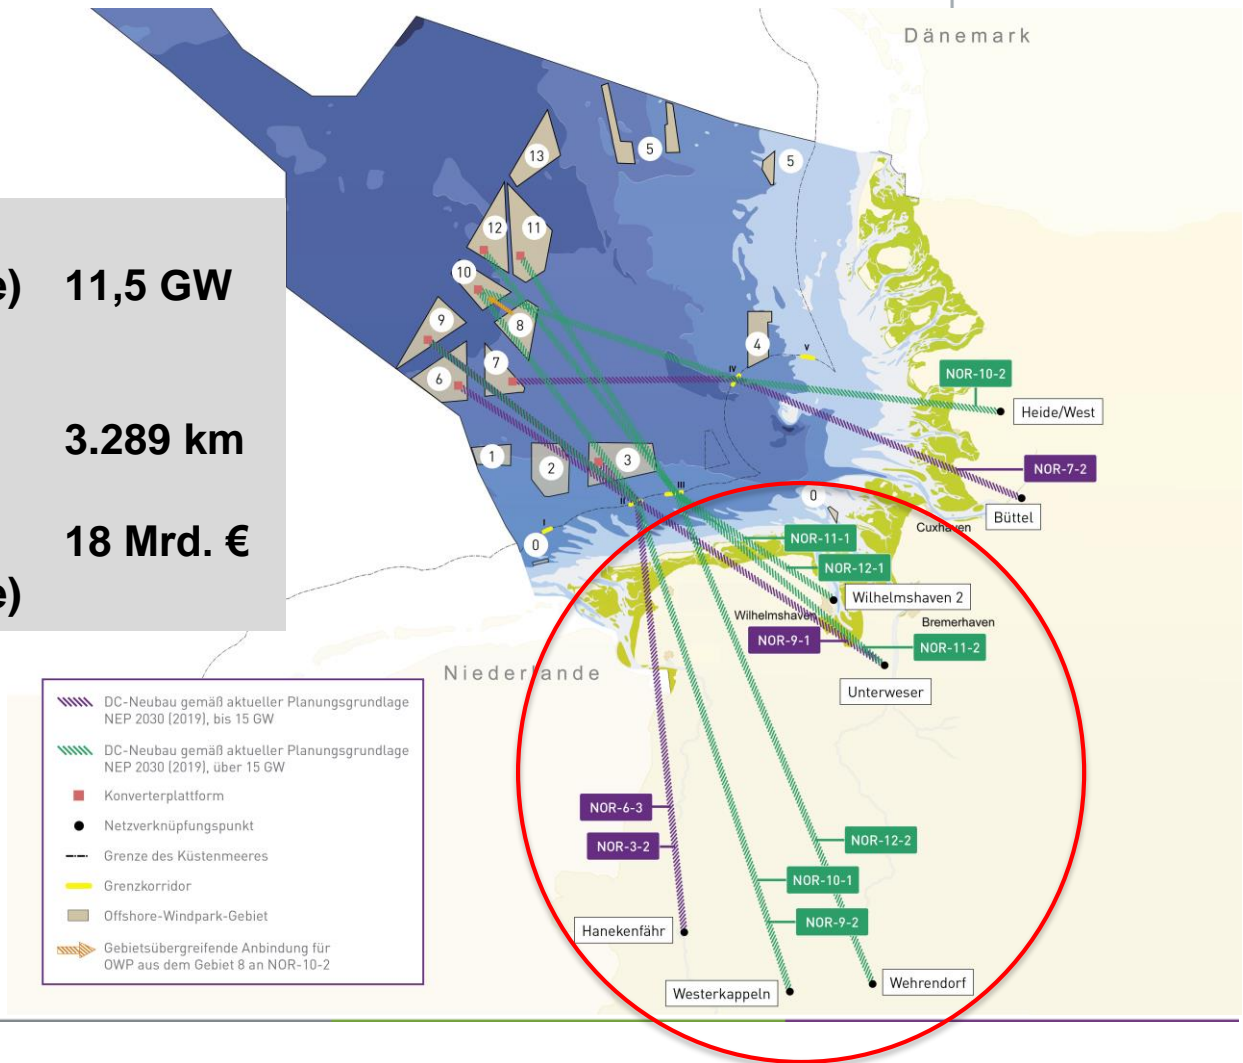 Dänemark
13
5
5
12
11
e) 11,5 GW
10
9
8
4
V
7
IV
6
NOR-10-2
Heide/West
3.289 km
1
2
3
NOR-7-2
III
II
0
Büttel
I
Cuxhaven
18 Mrd. €
e)
0
NOR-11-1
NOR-12-1
Wilhelmshaven 2
Wilhelmshaven
Bremerhaven
NOR-9-1
NOR-11-2
Niederlande
Unterweser
DC-Neubau gemäß aktueller Planungsgrundlage
NEP 2030 (2019), bis 15 GW
DC-Neubau gemäß aktueller Planungsgrundlage
NEP 2030 (2019), über 15 GW
Konverterplattform
Netzverknüpfungspunkt
Grenze des Küstenmeeres
Grenzkorridor
Offshore-Windpark-Gebiet
Gebietsübergreifende Anbindung für
OWP aus dem Gebiet 8 an NOR-10-2
NOR-6-3
NOR-3-2
NOR-12-2
NOR-10-1
NOR-9-2
Hanekenfähr
Westerkappeln
Wehrendorf